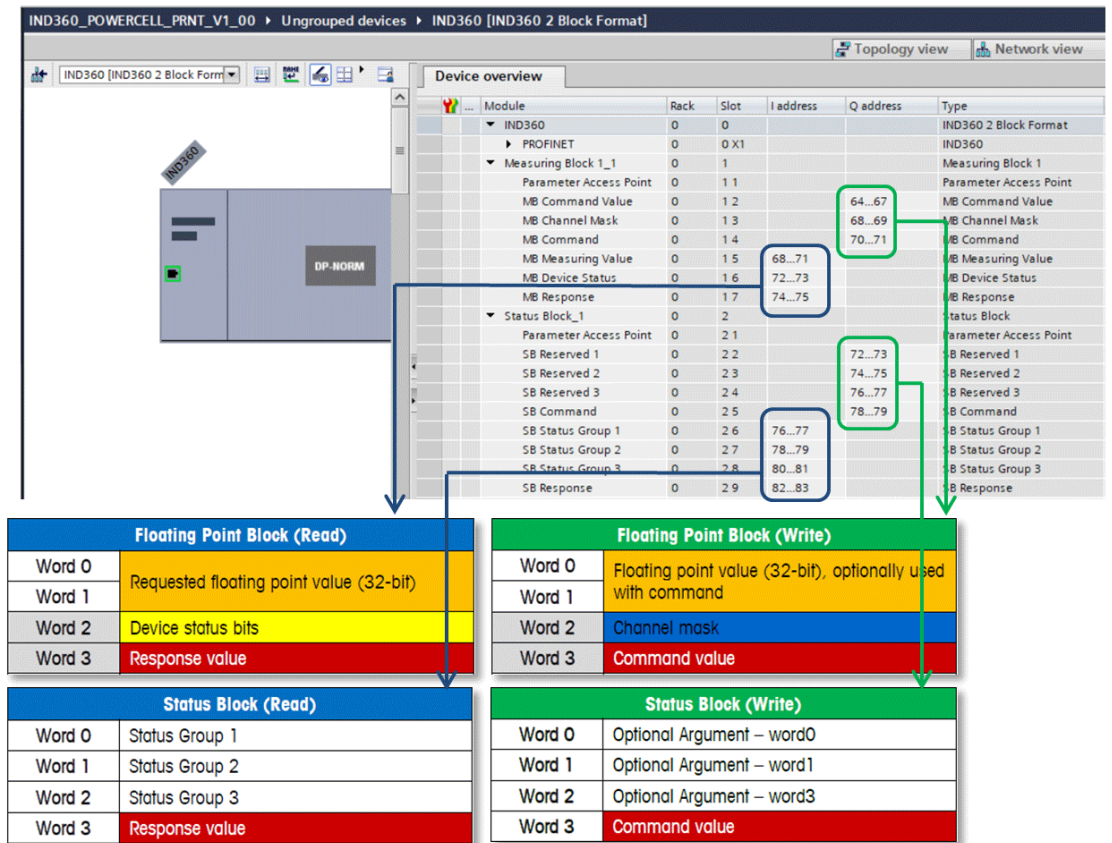 IND360_POWERCELL_PRNT_V1_00 ▸ Ungrouped devices ▸ IND360 [IND360 2 Block Format]
Topology view Network view
IND360 [IND360 2 Block Form
Device overview
... Module Rack Slot I address Q address Type
IND360 0 0 IND360 2 Block Format
PROFINET 0 0 X1 IND360
Measuring Block 1_1 0 1 Measuring Block 1
Parameter Access Point 0 1 1 Parameter Access Point
MB Command Value 0 1 2 64...67 MB Command Value
MB Channel Mask 0 1 3 68...69 MB Channel Mask
MB Command 0 1 4 70...71 MB Command
MB Measuring Value 0 1 5 68...71 MB Measuring Value
MB Device Status 0 1 6 72...73 MB Device Status
MB Response 0 1 7 74...75 MB Response
Status Block_1 0 2 Status Block
Parameter Access Point 0 2 1 Parameter Access Point
SB Reserved 1 0 2 2 72...73 SB Reserved 1
SB Reserved 2 0 2 3 74...75 SB Reserved 2
SB Reserved 3 0 2 4 76...77 SB Reserved 3
SB Command 0 2 5 78...79 SB Command
SB Status Group 1 0 2 6 76...77 SB Status Group 1
SB Status Group 2 0 2 7 78...79 SB Status Group 2
SB Status Group 3 0 2 8 80...81 SB Status Group 3
SB Response 0 2 9 82...83 SB Response
IND360
DP-NORM
Floating Point Block (Read)
Word 0 Requested floating point value (32-bit)
Word 1
Word 2 Device status bits
Word 3 Response value
Floating Point Block (Write)
Word 0 Floating point value (32-bit), optionally used
Word 1 with command
Word 2 Channel mask
Word 3 Command value
Status Block (Read)
Word 0 Status Group 1
Word 1 Status Group 2
Word 2 Status Group 3
Word 3 Response value
Status Block (Write)
Word 0 Optional Argument – word0
Word 1 Optional Argument – word1
Word 2 Optional Argument – word3
Word 3 Command value